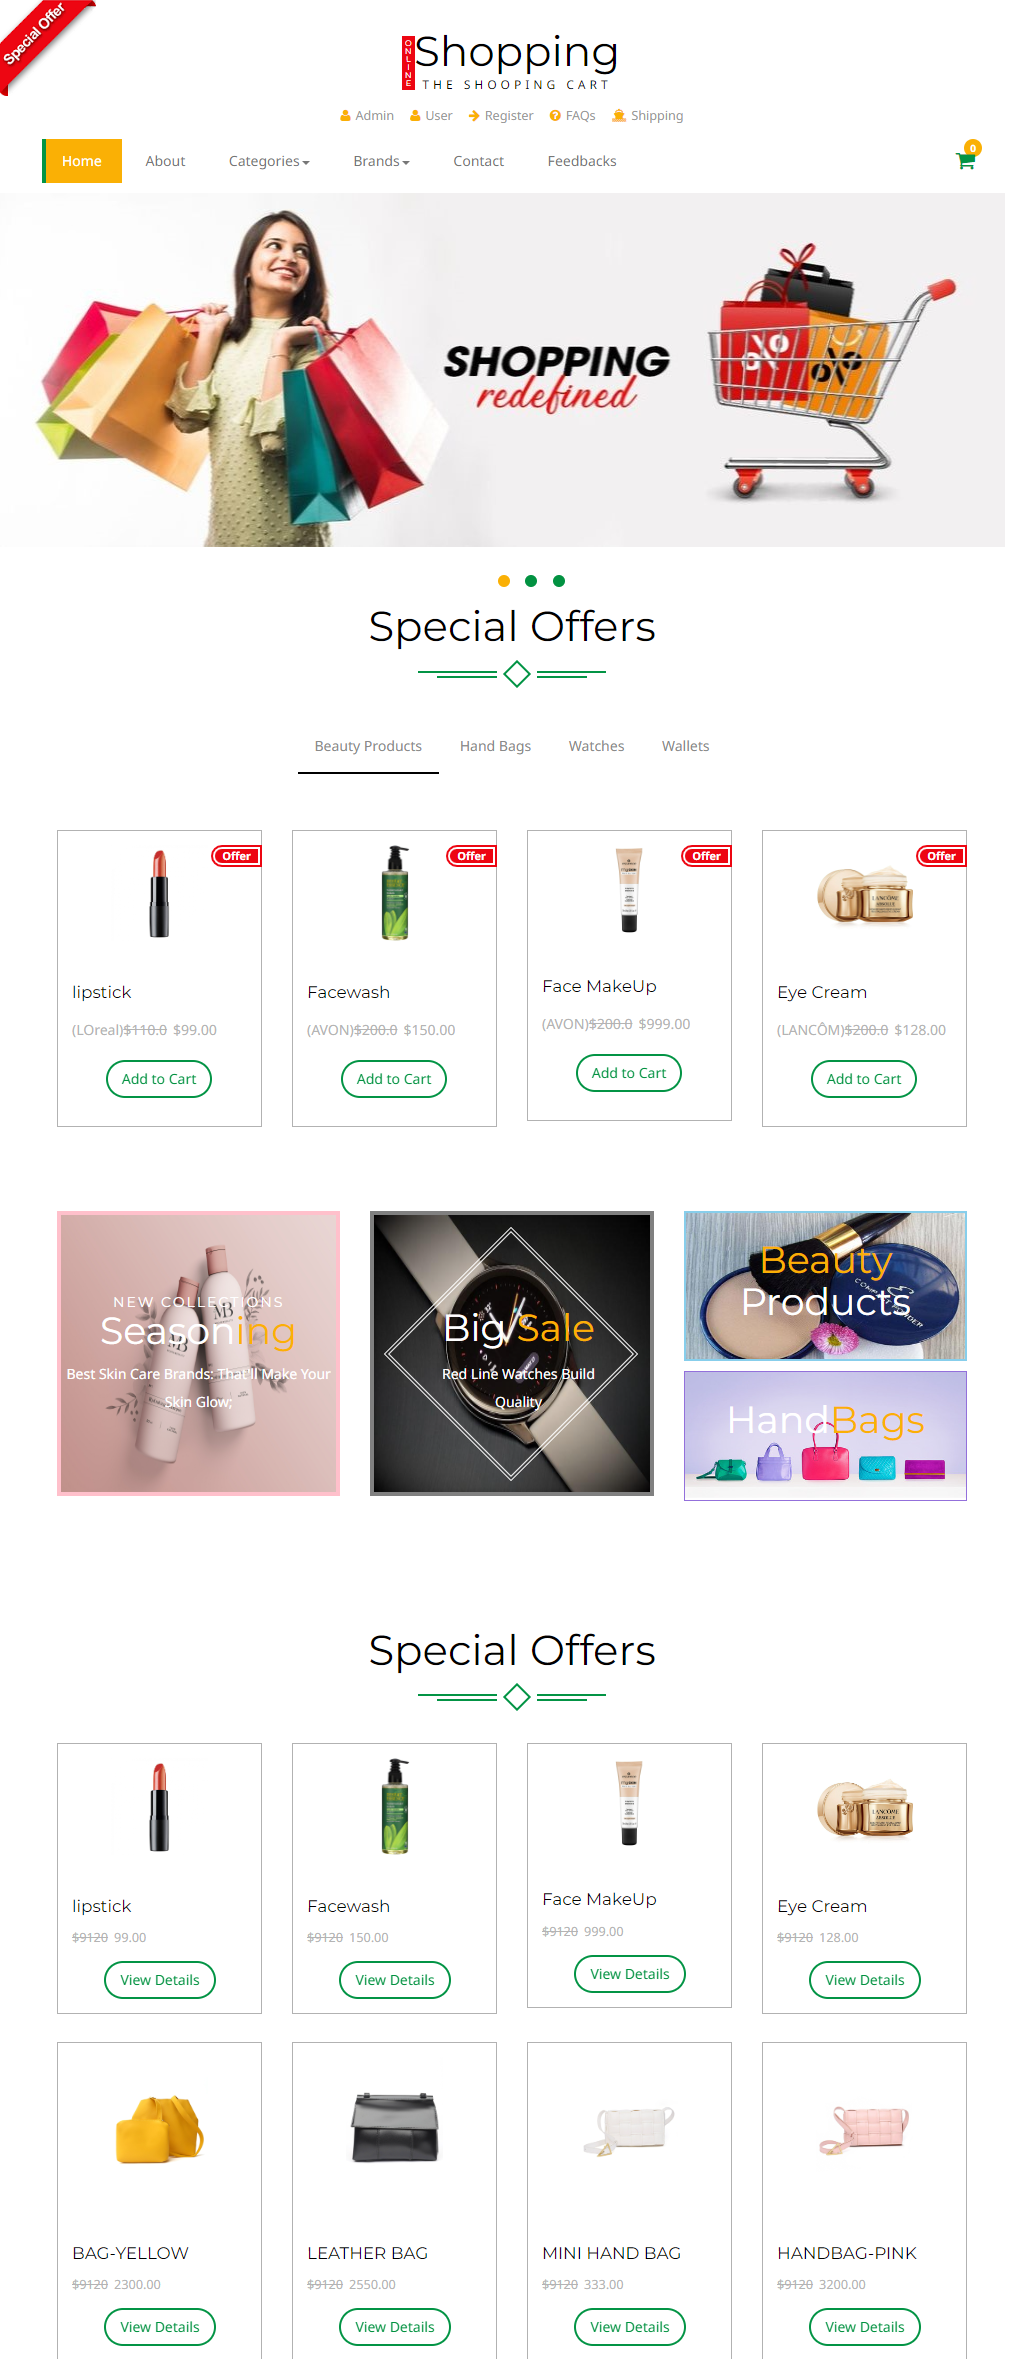 Special Offer
ONLINE
Shopping
THE SHOOPING CART
Admin User Register FAQs Shipping
Home About Categories Brands Contact Feedbacks 0
SHOPPING
redefined
Special Offers
Beauty Products Hand Bags Watches Wallets
Offer Offer Offer Offer
lipstick Facewash Face MakeUp Eye Cream
(LOreal)$110.0 $99.00 (AVON)$200.0 $150.00 (AVON)$200.0 $999.00 (LANCÔM)$200.0 $128.00
Add to Cart Add to Cart Add to Cart Add to Cart
NEW COLLECTIONS
Seasoning
Best Skin Care Brands: That'll Make Your
Skin Glow;
Big Sale
Red Line Watches Build
Quality
Beauty
Products
HandBags
Special Offers
lipstick Facewash Face MakeUp Eye Cream
$9120 99.00 $9120 150.00 $9120 999.00 $9120 128.00
View Details View Details View Details View Details
BAG-YELLOW LEATHER BAG MINI HAND BAG HANDBAG-PINK
$9120 2300.00 $9120 2550.00 $9120 333.00 $9120 3200.00
View Details View Details View Details View Details